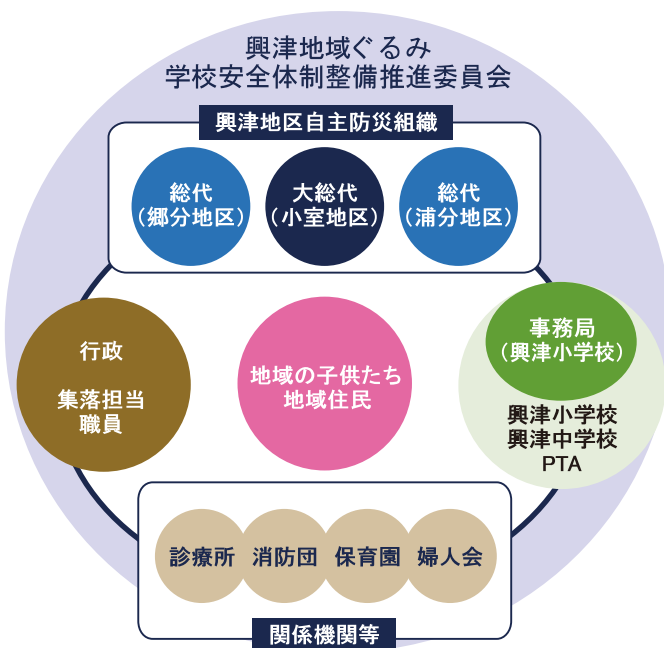 興津地域ぐるみ
学校安全体制整備推進委員会
興津地区自主防災組織
総代
（郷分地区）
大総代
（小室地区）
総代
（浦分地区）
行政
集落担当
職員
地域の子供たち
地域住民
事務局
（興津小学校）
興津小学校
興津中学校
PTA
診療所
消防団
保育園
婦人会
関係機関等